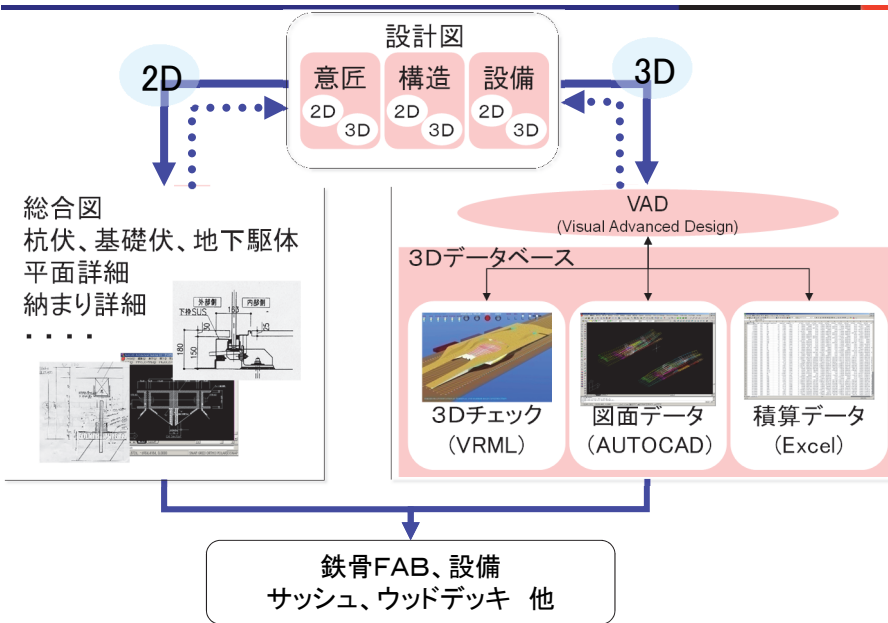 設計図
2D
3D
意匠
構造
設備
2D
3D
2D
3D
2D
3D
総合図
杭伏、基礎伏、地下躯体
平面詳細
納まり詳細
・・・・
外部側
内部側
下枠SUS
150
30
180
150
VAD
(Visual Advanced Design)
3Dデータベース
3Dチェック
(VRML)
図面データ
(AUTOCAD)
積算データ
(Excel)
鉄骨FAB、設備
サッシュ、ウッドデッキ 他